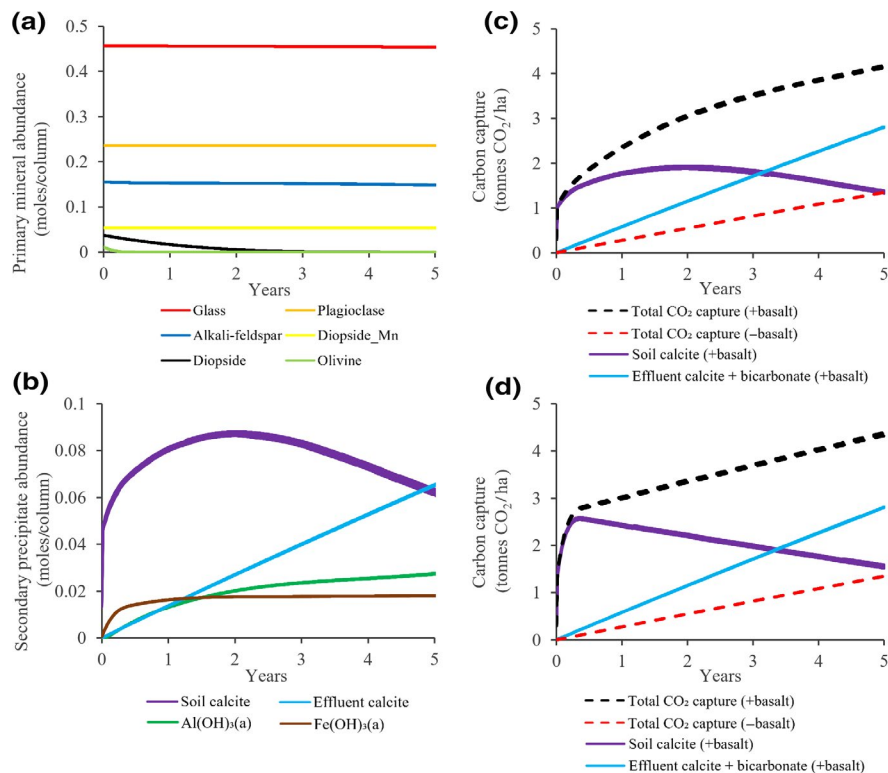 (a)
Primary mineral abundance
(moles/column)
0.5
0.4
0.3
0.2
0.1
0
0 1 2 3 4 5
Years
Glass Plagioclase
Alkali-feldspar Diopside_Mn
Diopside Olivine
(b)
Secondary precipitate abundance
(moles/column)
0.1
0.08
0.06
0.04
0.02
0
0 1 2 3 4 5
Years
Soil calcite Effluent calcite
Al(OH)₃(a) Fe(OH)₃(a)
(c)
Carbon capture
(tonnes CO₂/ha)
5
4
3
2
1
0
0 1 2 3 4 5
Years
Total CO₂ capture (+basalt)
Total CO₂ capture (−basalt)
Soil calcite (+basalt)
Effluent calcite + bicarbonate (+basalt)
(d)
Carbon capture
(tonnes CO₂/ha)
5
4
3
2
1
0
0 1 2 3 4 5
Years
Total CO₂ capture (+basalt)
Total CO₂ capture (−basalt)
Soil calcite (+basalt)
Effluent calcite + bicarbonate (+basalt)